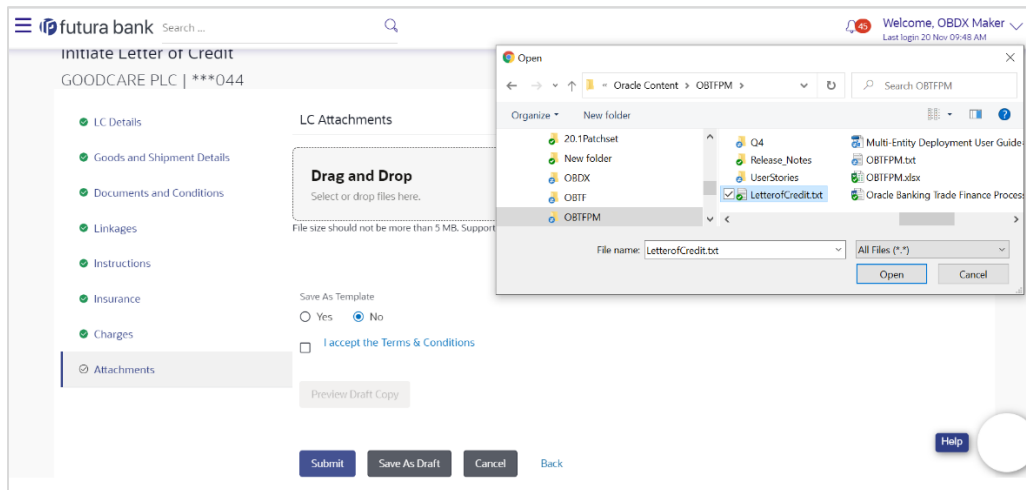 futura bank Search ...
45
Welcome, OBDX Maker
Last login 20 Nov 09:48 AM
Initiate Letter of Credit
GOODCARE PLC | ***044
LC Details
Goods and Shipment Details
Documents and Conditions
Linkages
Instructions
Insurance
Charges
Attachments
LC Attachments
Drag and Drop
Select or drop files here.
File size should not be more than 5 MB. Support
Save As Template
Yes No
I accept the Terms & Conditions
Preview Draft Copy
Submit Save As Draft Cancel Back
Help
Open
« Oracle Content > OBTFPM >
Search OBTFPM
Organize New folder
20.1Patchset
New folder
OBDX
OBTF
OBTFPM
Q4
Release_Notes
UserStories
LetterofCredit.txt
Multi-Entity Deployment User Guide
OBTFPM.txt
OBTFPM.xlsx
Oracle Banking Trade Finance Proces
File name: LetterofCredit.txt All Files (*.*)
Open Cancel